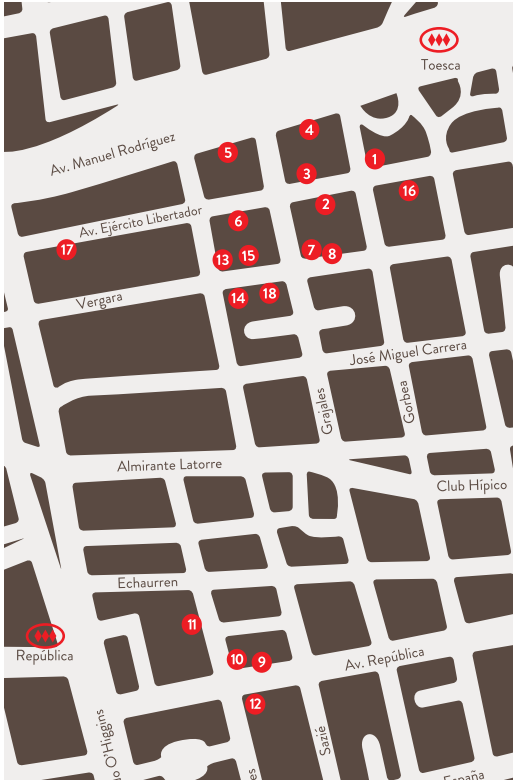 Toesca
4
5
1
Av. Manuel Rodríguez
3
16
2
Av. Ejército Libertador
6
17
7
8
13
15
14
18
Vergara
José Miguel Carrera
Grajales
Gorbea
Almirante Latorre
Club Hípico
Echaurren
11
República
10
9
Av. República
12
O'Higgins
Sazié
España